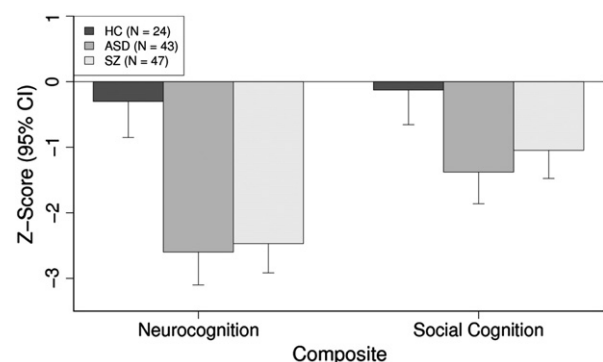 HC (N = 24)
ASD (N = 43)
SZ (N = 47)
Z−Score (95% CI)
1
0
−1
−2
−3
Neurocognition
Social Cognition
Composite